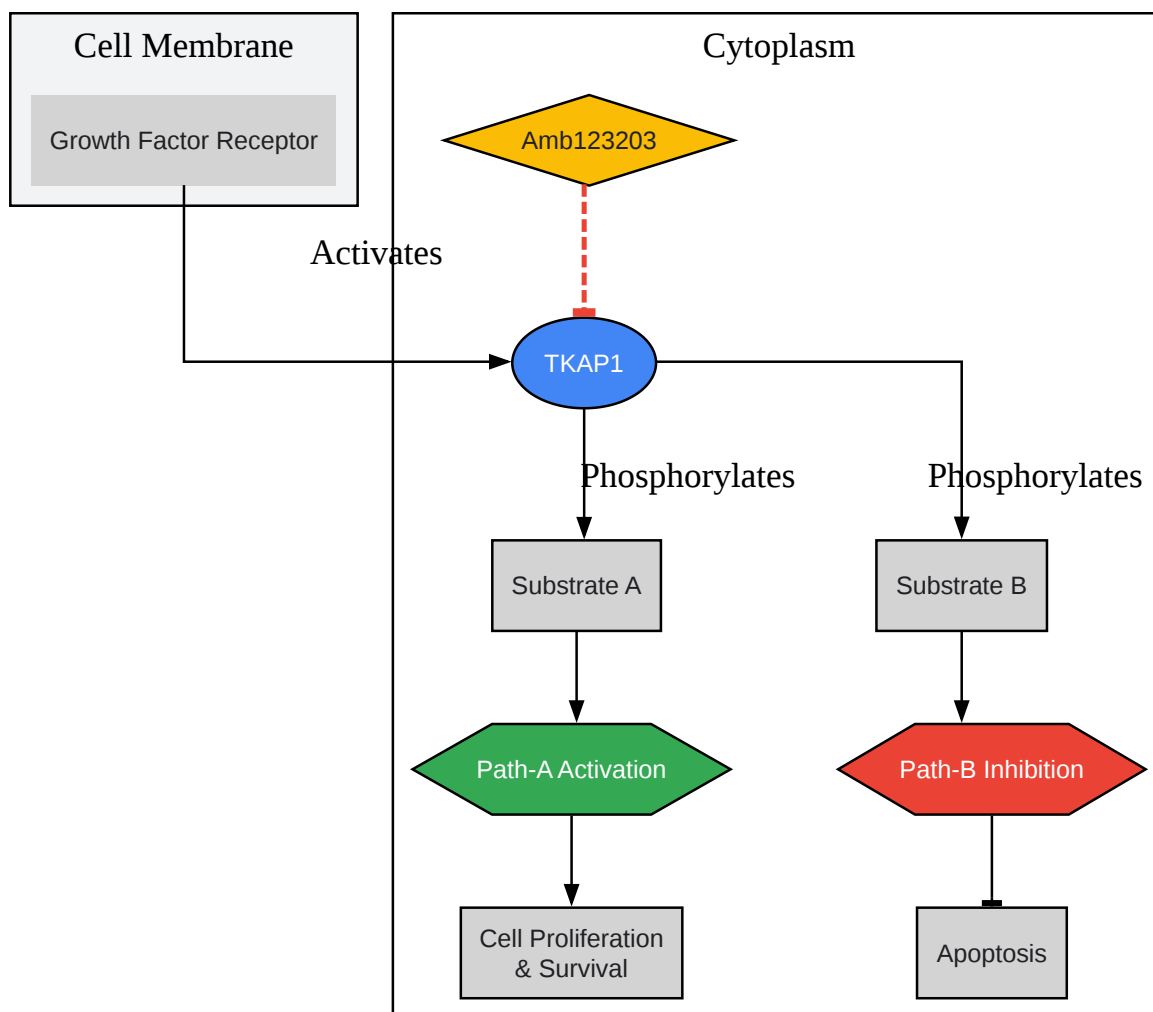 Cell Membrane
Cytoplasm
Growth Factor Receptor
Amb123203
Activates
TKAP1
Phosphorylates
Phosphorylates
Substrate A
Substrate B
Path-A Activation
Path-B Inhibition
Cell Proliferation
& Survival
Apoptosis